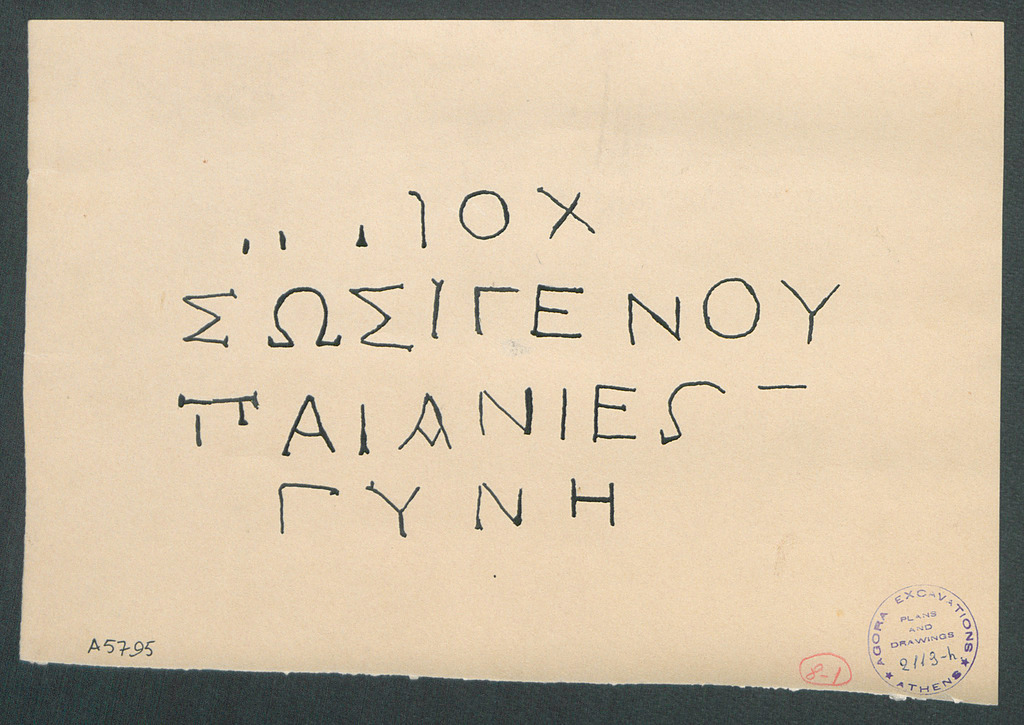 ΙΟΧ
ΣΩΣΙΓΕΝΟΥ
ΠΑΙΑΝΙΕΣ
ΓΥΝΗ
A5795
8-1
AGORA EXCAVATIONS
PLANS
AND
DRAWINGS
2113-h
ATHENS